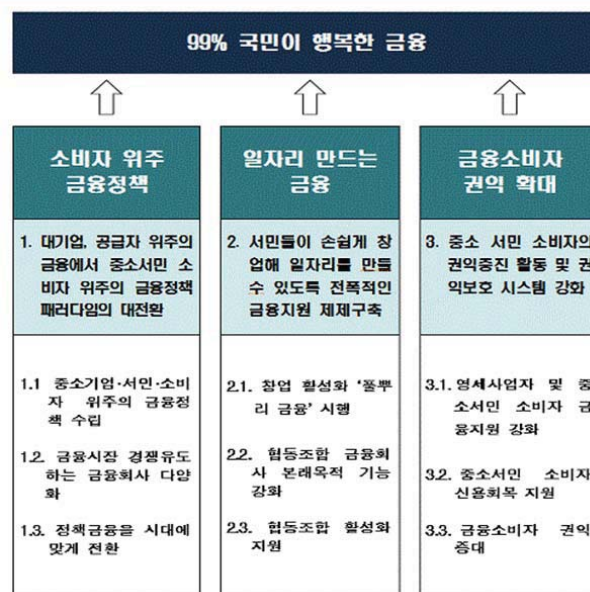 99% 국민이 행복한 금융
소비자 위주
금융정책
1. 대기업, 공급자 위주의
금융에서 중소서민 소
비자 위주의 금융정책
패러다임의 대전환
1.1 중소기업·서민·소비
자 위주의 금융정
책 수립
1.2. 금융시장 경쟁유도
하는 금융회사 다양
화
1.3. 정책금융을 시대에
맞게 전환
일자리 만드는
금융
2. 서민들이 손쉽게 창
업해 일자리를 만들
수 있도록 전폭적인
금융지원 제제구축
2.1. 창업 활성화 '풀뿌
리 금융' 시행
2.2. 협동조합 금융회
사 본래목적 기능
강화
2.3. 협동조합 활성화
지원
금융소비자
권익 확대
3. 중소 서민 소비자의
권익증진 활동 및 권
익보호 시스템 강화
3.1. 영세사업자 및 중
소서민 소비자 금
융지원 강화
3.2. 중소서민 소비자
신용회복 지원
3.3. 금융소비자 권익
증대